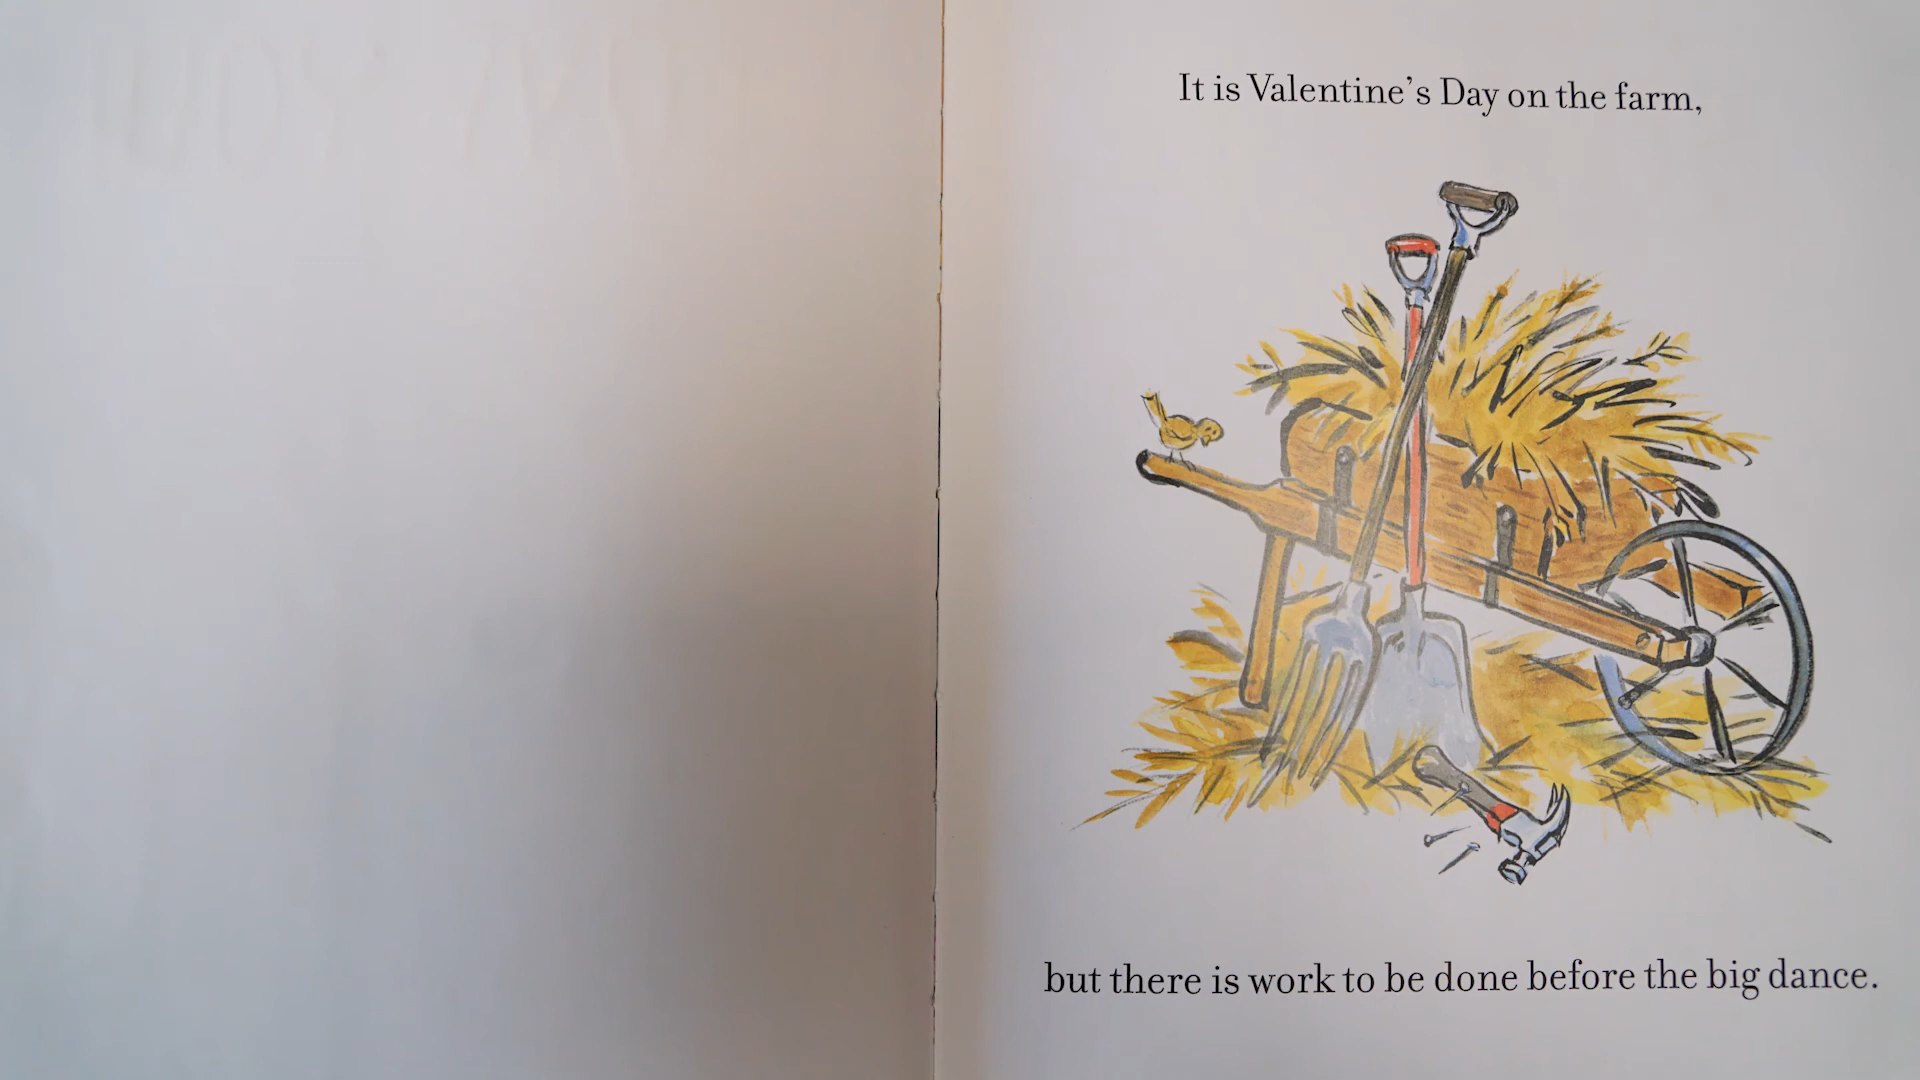 It is Valentine's Day on the farm,
but there is work to be done before the big dance.